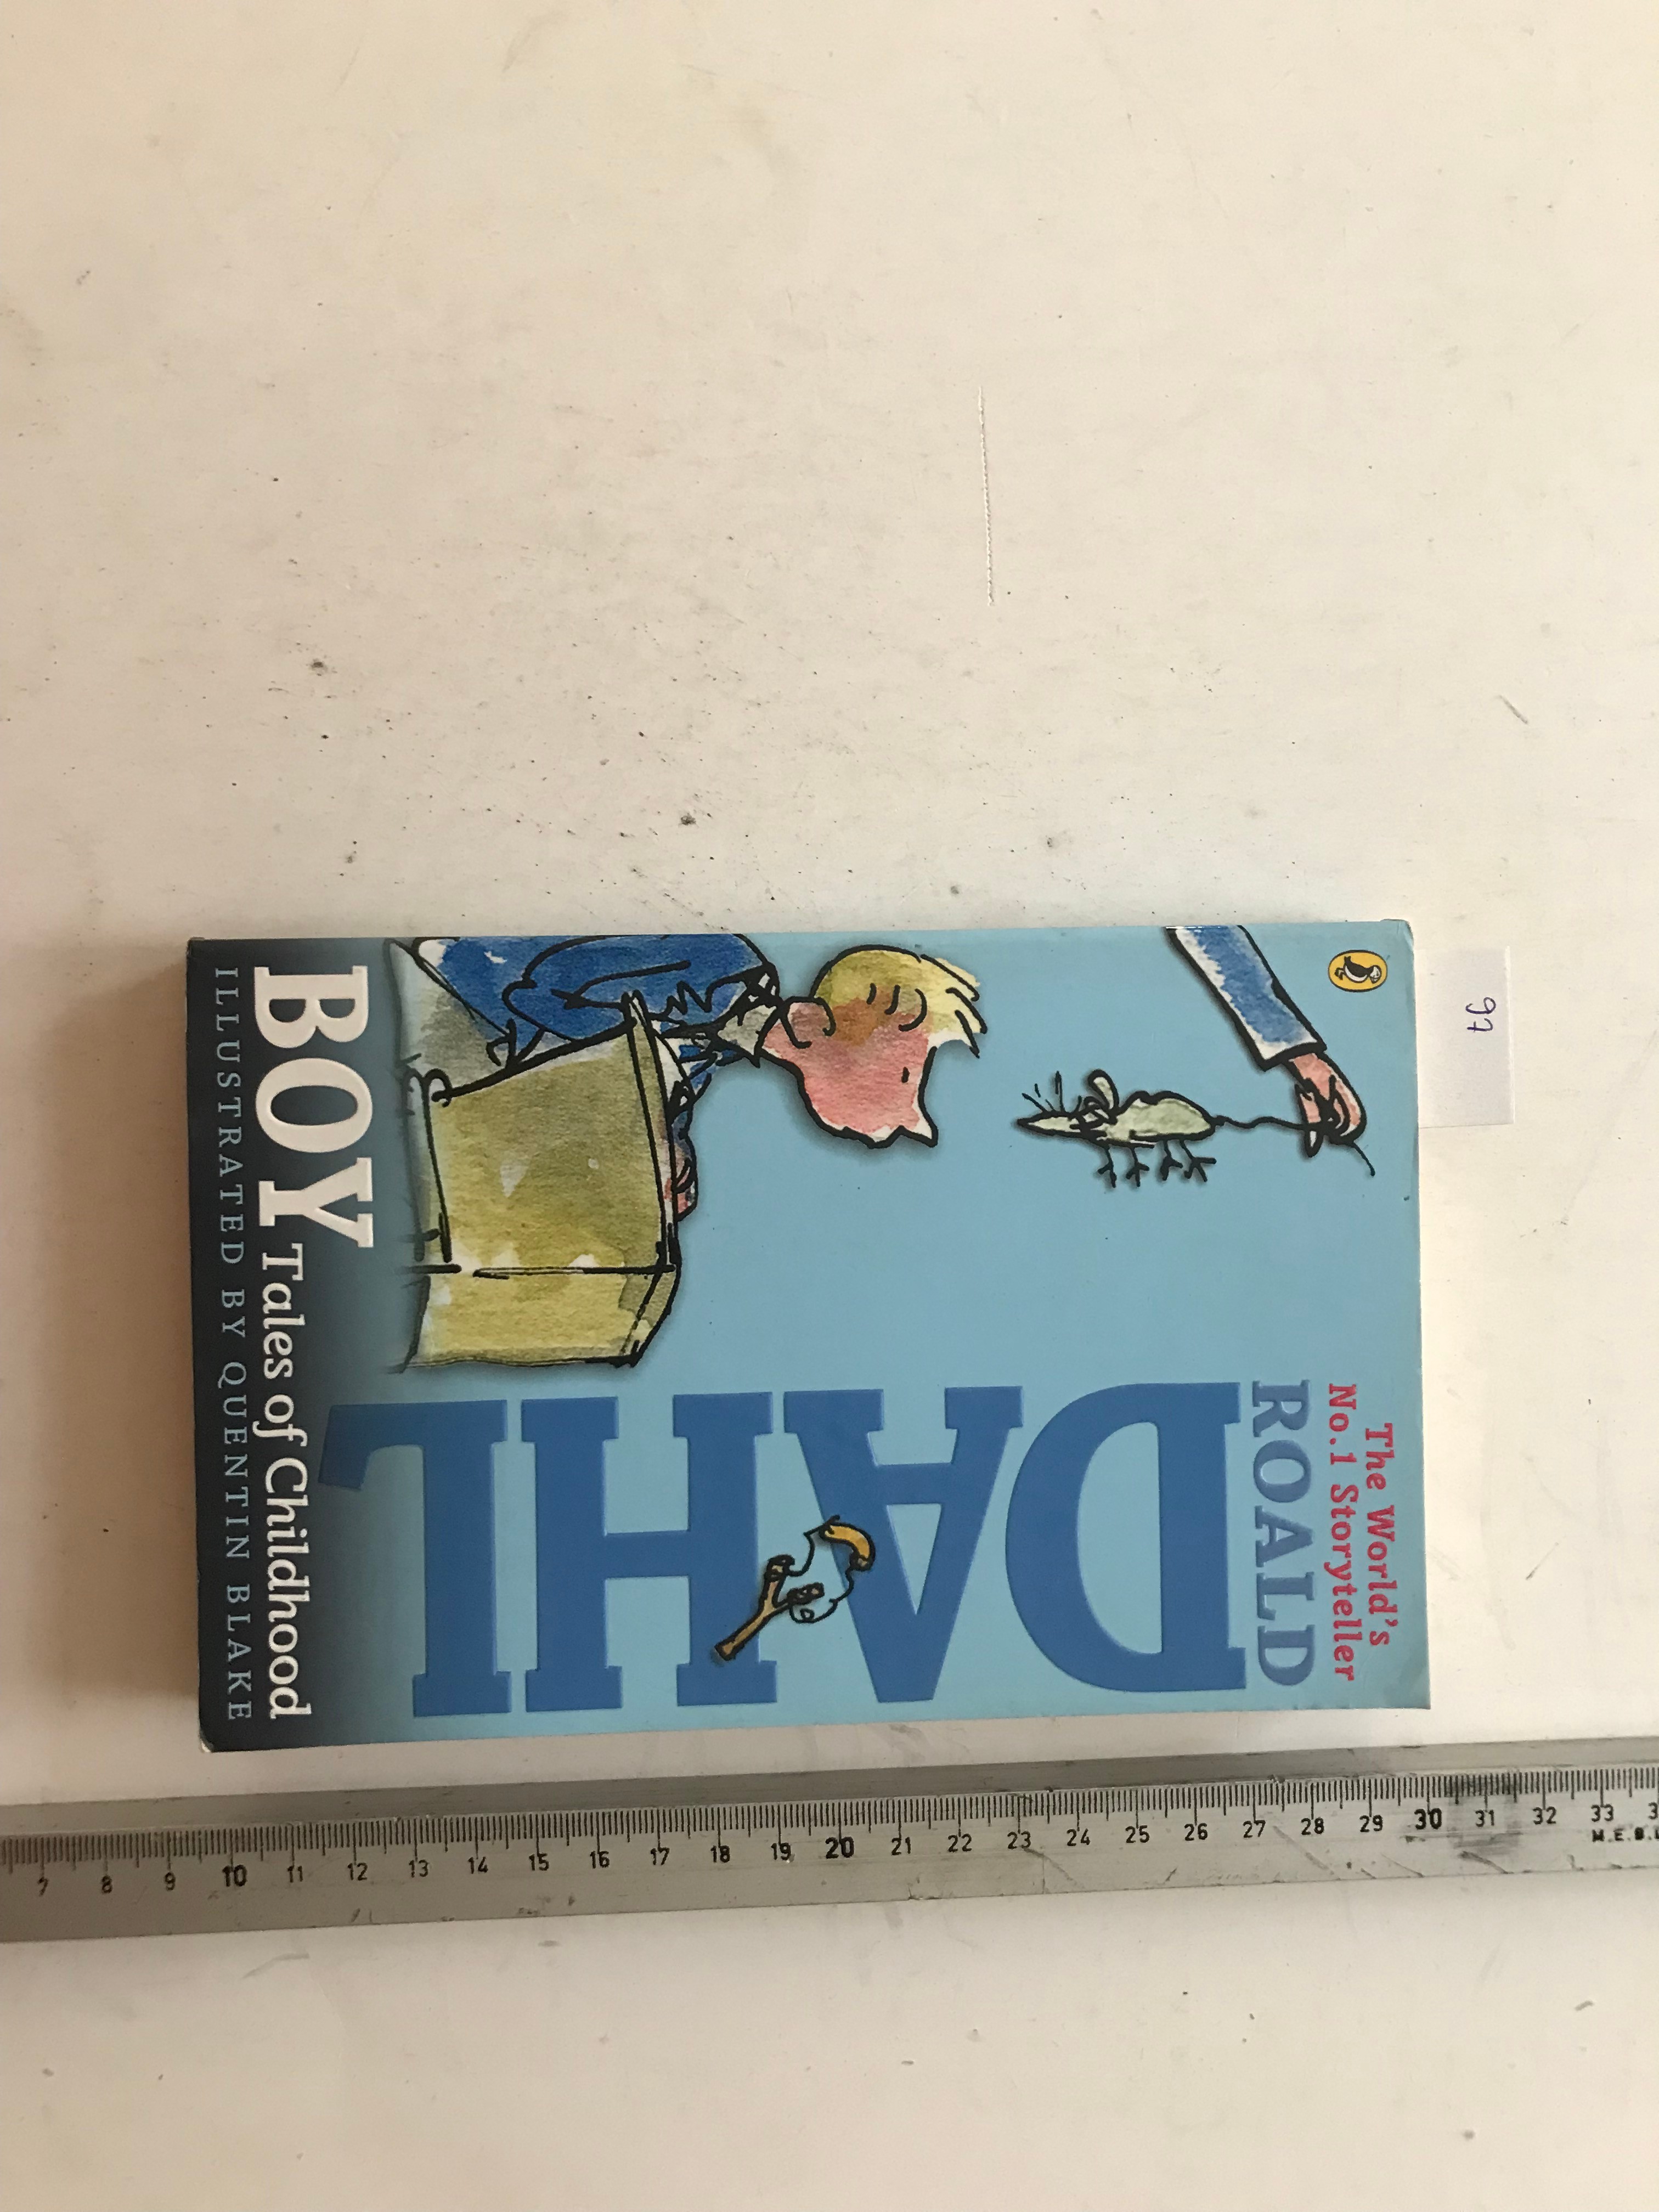 The World's
No.1 Storyteller
ROALD
DAHL
BOY Tales of Childhood
ILLUSTRATED BY QUENTIN BLAKE
97
7 8 9 10 11 12 13 14 15 16 17 18 19 20 21 22 23 24 25 26 27 28 29 30 31 32 33